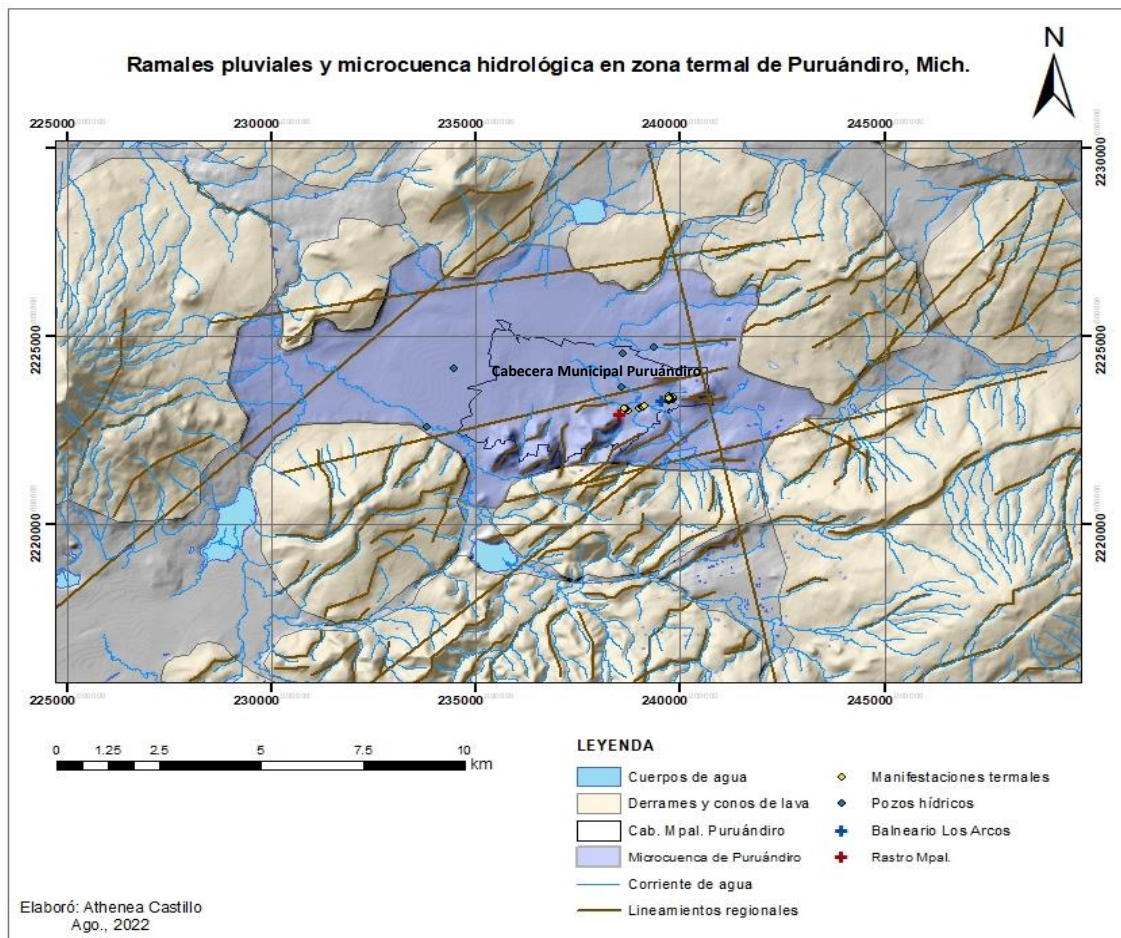 Ramales pluviales y microcuenca hidrológica en zona termal de Puruándiro, Mich.
N
225000 230000 235000 240000 245000
2230000 2230000
2225000 2225000
Cabecera Municipal Puruándiro
2220000 2220000
225000 230000 235000 240000 245000
0 1.25 2.5 5 7.5 10
km
LEYENDA
Cuerpos de agua
Derrames y conos de lava
Cab. Mpal. Puruándiro
Microcuenca de Puruándiro
Corriente de agua
Lineamientos regionales
Manifestaciones termales
Pozos hídricos
Balneario Los Arcos
Rastro Mpal.
Elaboró: Athenea Castillo
Ago., 2022